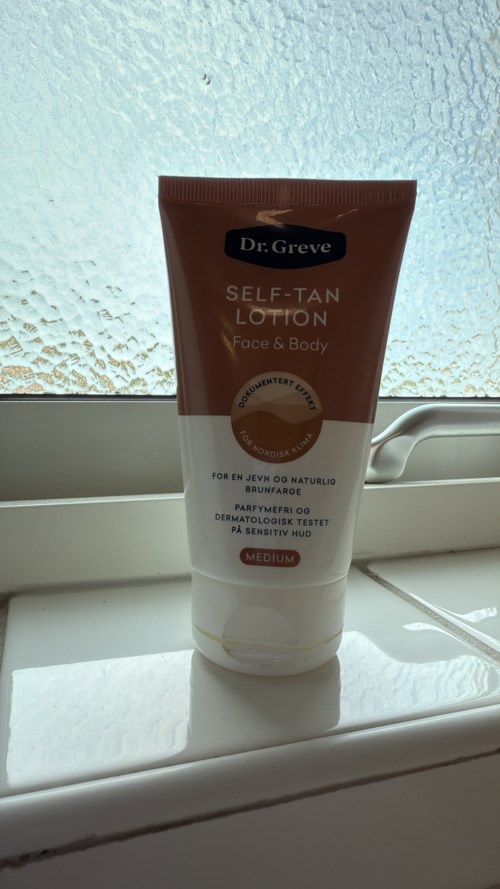 Dr. Greve
SELF-TAN
LOTION
Face & Body
DOKUMENTERT EFFEKT
FOR NORDISK KLIMA
FOR EN JEVN OG NATURLIG
BRUNFARGE
PARFYMEFRI OG
DERMATOLOGISK TESTET
PÅ SENSITIV HUD
MEDIUM